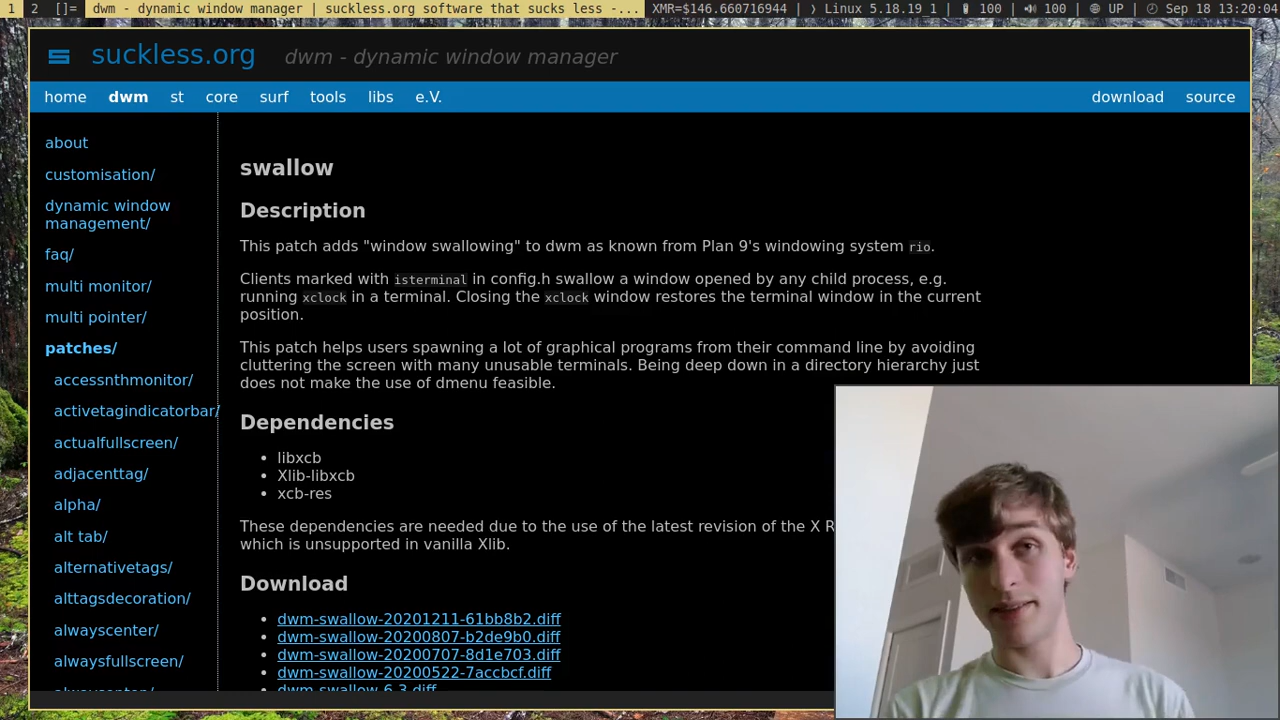 1 2 []= dwm - dynamic window manager | suckless.org software that sucks less -... XMR=$146.660716944 | Linux 5.18.19_1 | 100 | 100 | UP | Sep 18 13:20:04
suckless.org dwm - dynamic window manager
home dwm st core surf tools libs e.V. download source
about
customisation/
dynamic window
management/
faq/
multi monitor/
multi pointer/
patches/
accessnthmonitor/
activetagindicatorbar/
actualfullscreen/
adjacenttag/
alpha/
alt tab/
alternativetags/
alttagsdecoration/
alwayscenter/
alwaysfullscreen/
swallow
Description
This patch adds "window swallowing" to dwm as known from Plan 9's windowing system rio.
Clients marked with isterminal in config.h swallow a window opened by any child process, e.g.
running xclock in a terminal. Closing the xclock window restores the terminal window in the current
position.
This patch helps users spawning a lot of graphical programs from their command line by avoiding
cluttering the screen with many unusable terminals. Being deep down in a directory hierarchy just
does not make the use of dmenu feasible.
Dependencies
• libxcb
• Xlib-libxcb
• xcb-res
These dependencies are needed due to the use of the latest revision of the X R
which is unsupported in vanilla Xlib.
Download
• dwm-swallow-20201211-61bb8b2.diff
• dwm-swallow-20200807-b2de9b0.diff
• dwm-swallow-20200707-8d1e703.diff
• dwm-swallow-20200522-7accbcf.diff
• dwm-swallow-6.3.diff